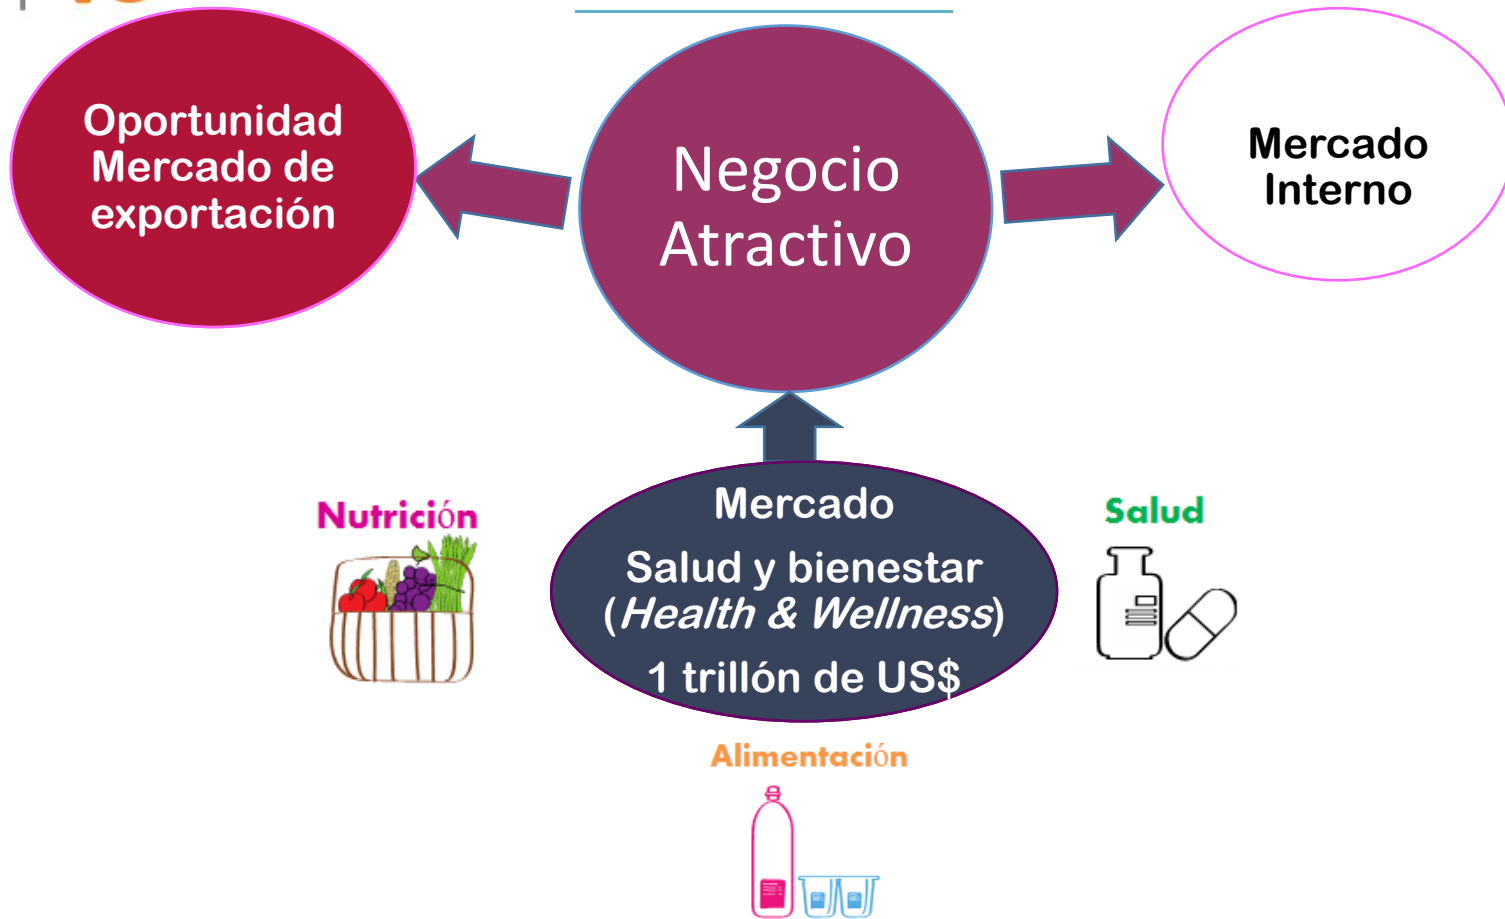 Oportunidad
Mercado de
exportación
Negocio
Atractivo
Mercado
Interno
Nutrición
Mercado
Salud y bienestar
(Health & Wellness)
1 trillón de US$
Salud
Alimentación